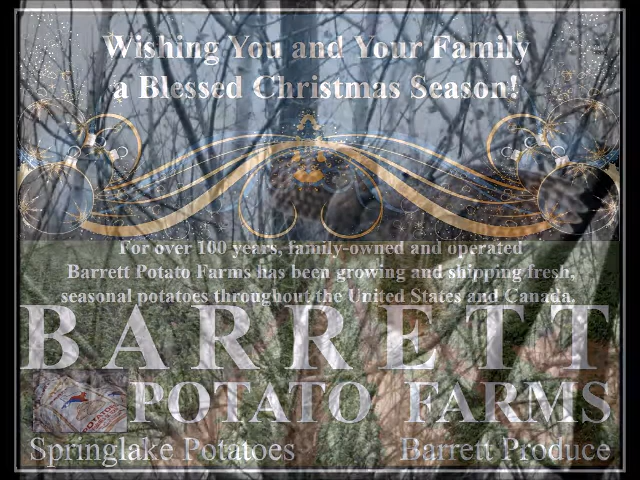 Wishing You and Your Family
a Blessed Christmas Season!
For over 100 years, family-owned and operated
Barrett Potato Farms has been growing and shipping fresh,
seasonal potatoes throughout the United States and Canada.
BARRETT
POTATO FARMS
Springlake Potatoes Barrett Produce